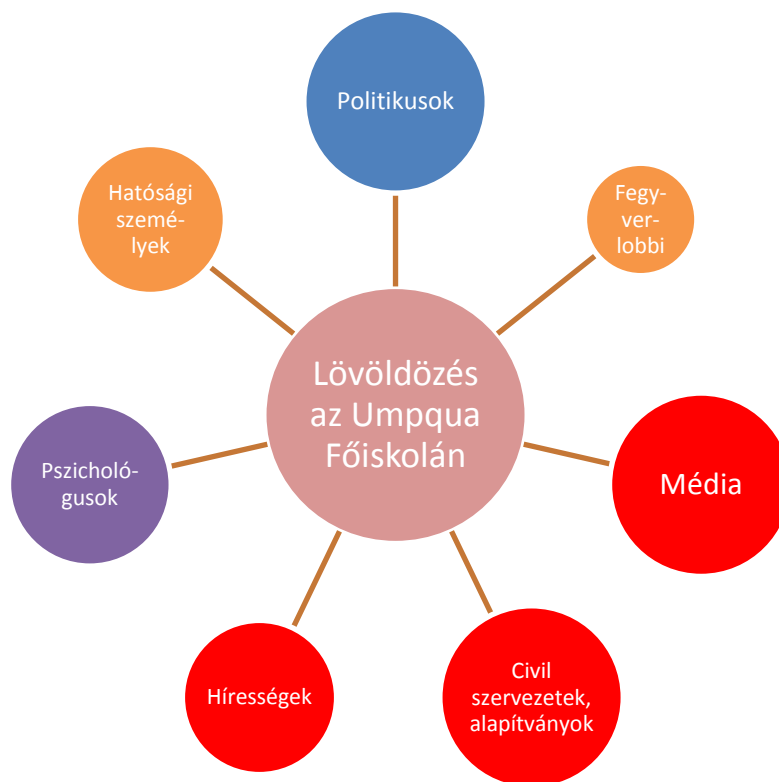 Politikusok
Hatósági
szemé-
lyek
Fegy-
ver-
lobbi
Lövöldözés
az Umpqua
Főiskolán
Pszicholó-
gusok
Média
Hírességek
Civil
szervezetek,
alapítványok